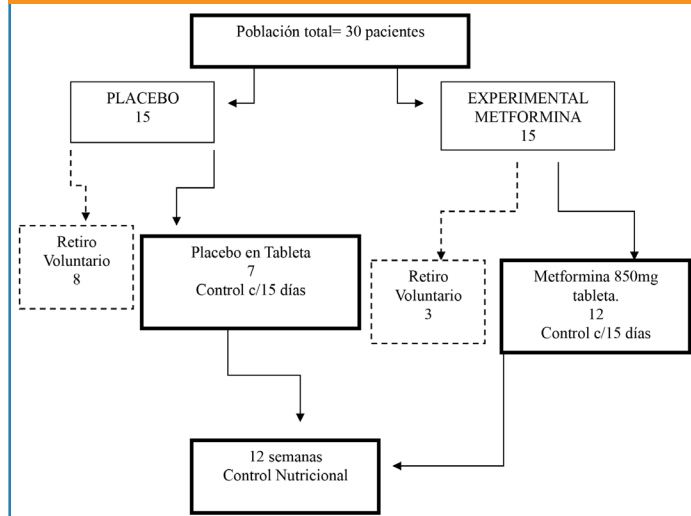 Población total= 30 pacientes
PLACEBO
15
EXPERIMENTAL
METFORMINA
15
Retiro
Voluntario
8
Placebo en Tableta
7
Control c/15 días
Retiro
Voluntario
3
Metformina 850mg
tableta.
12
Control c/15 días
12 semanas
Control Nutricional